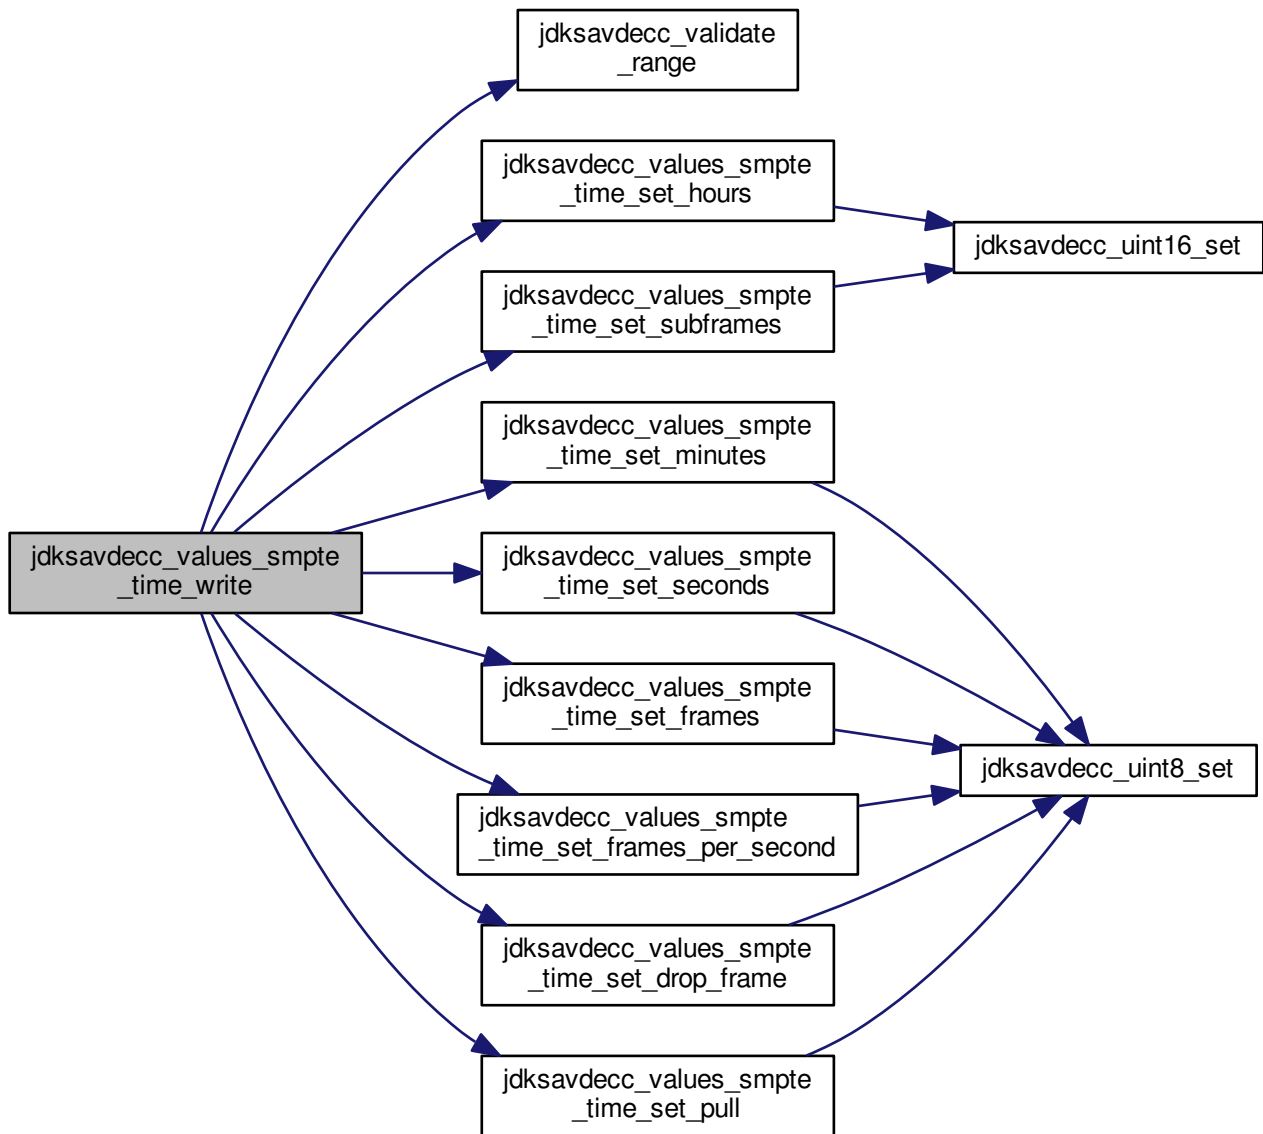 jdksavdecc_validate
_range
jdksavdecc_values_smpte
_time_set_hours
jdksavdecc_uint16_set
jdksavdecc_values_smpte
_time_set_subframes
jdksavdecc_values_smpte
_time_set_minutes
jdksavdecc_values_smpte
_time_write
jdksavdecc_values_smpte
_time_set_seconds
jdksavdecc_values_smpte
_time_set_frames
jdksavdecc_uint8_set
jdksavdecc_values_smpte
_time_set_frames_per_second
jdksavdecc_values_smpte
_time_set_drop_frame
jdksavdecc_values_smpte
_time_set_pull